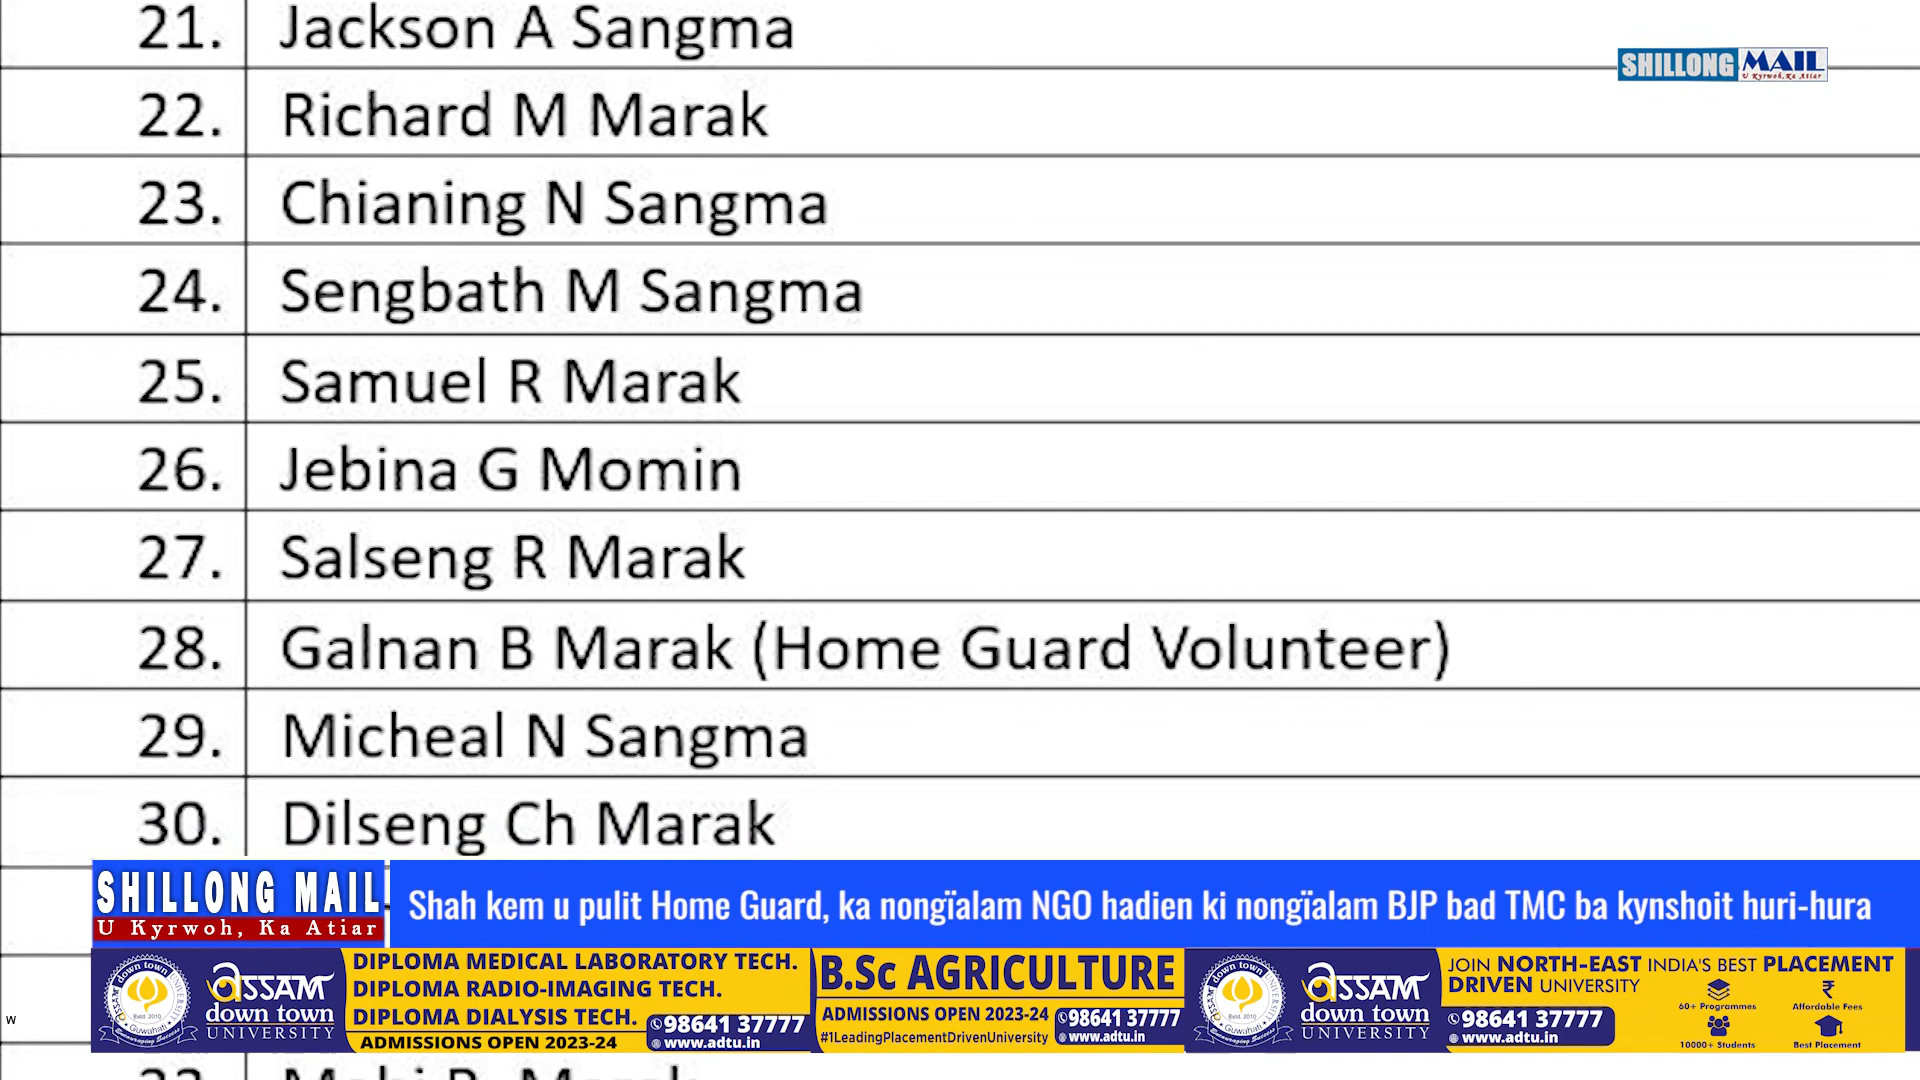 21. Jackson A Sangma
SHILLONG MAIL
U Kyrwoh, Ka Atiar
22. Richard M Marak
23. Chianing N Sangma
24. Sengbath M Sangma
25. Samuel R Marak
26. Jebina G Momin
27. Salseng R Marak
28. Galnan B Marak (Home Guard Volunteer)
29. Micheal N Sangma
30. Dilseng Ch Marak
SHILLONG MAIL
U Kyrwoh, Ka Atiar
Shah kem u pulit Home Guard, ka nongïalam NGO hadien ki nongïalam BJP bad TMC ba kynshoit huri-hura
w
ASSAM
down town
UNIVERSITY
DIPLOMA MEDICAL LABORATORY TECH.
DIPLOMA RADIO-IMAGING TECH.
DIPLOMA DIALYSIS TECH.
ADMISSIONS OPEN 2023-24
98641 37777
www.adtu.in
B.Sc AGRICULTURE
ADMISSIONS OPEN 2023-24
#1LeadingPlacementDrivenUniversity
98641 37777
www.adtu.in
ASSAM
down town
UNIVERSITY
JOIN NORTH-EAST INDIA'S BEST PLACEMENT
DRIVEN UNIVERSITY
98641 37777
www.adtu.in
60+ Programmes
Affordable Fees
10000+ Students
Best Placement